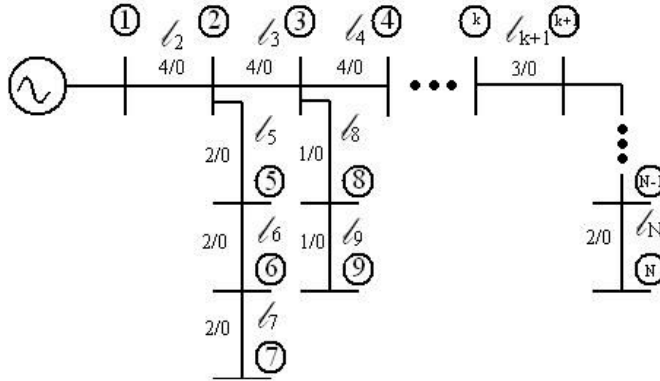 1 ℓ2 2 ℓ3 3 ℓ4 4 k ℓk+1 k+1
4/0 4/0 4/0 3/0
ℓ5 ℓ8
2/0 1/0
5 8 N-1
ℓ6 ℓ9 ℓN
2/0 1/0 2/0
6 9 N
ℓ7
2/0
7